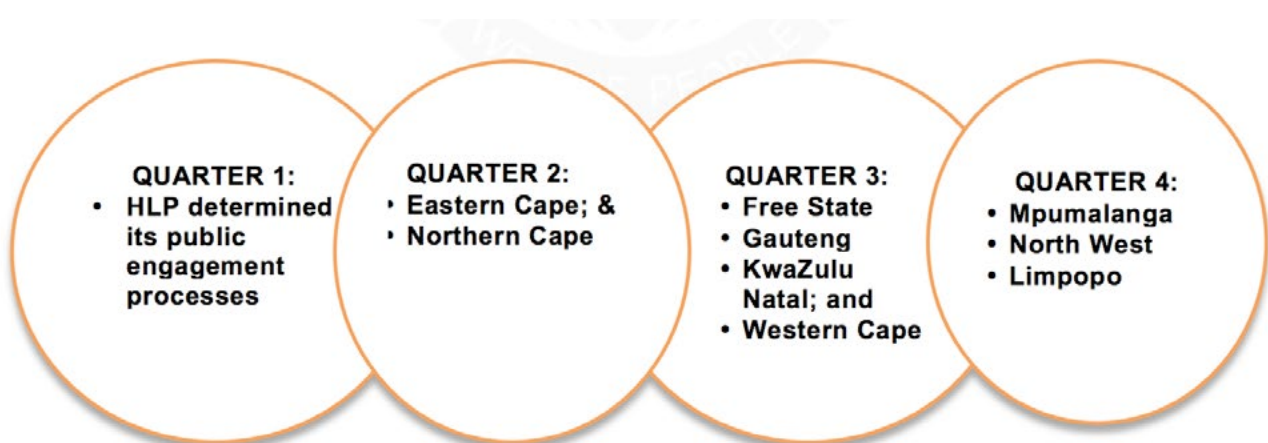 QUARTER 1:
• HLP determined
its public
engagement
processes
QUARTER 2:
• Eastern Cape; &
• Northern Cape
QUARTER 3:
• Free State
• Gauteng
• KwaZulu
Natal; and
• Western Cape
QUARTER 4:
• Mpumalanga
• North West
• Limpopo